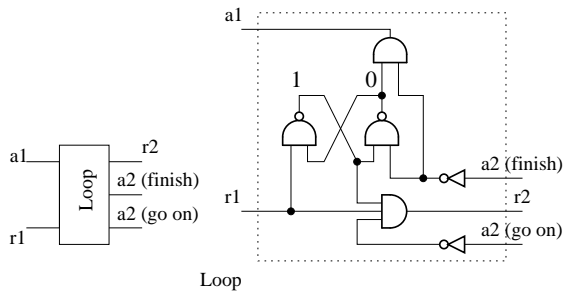 a1
r1
Loop
r2
a2 (finish)
a2 (go on)
a1
1
0
r1
a2 (finish)
r2
a2 (go on)
Loop